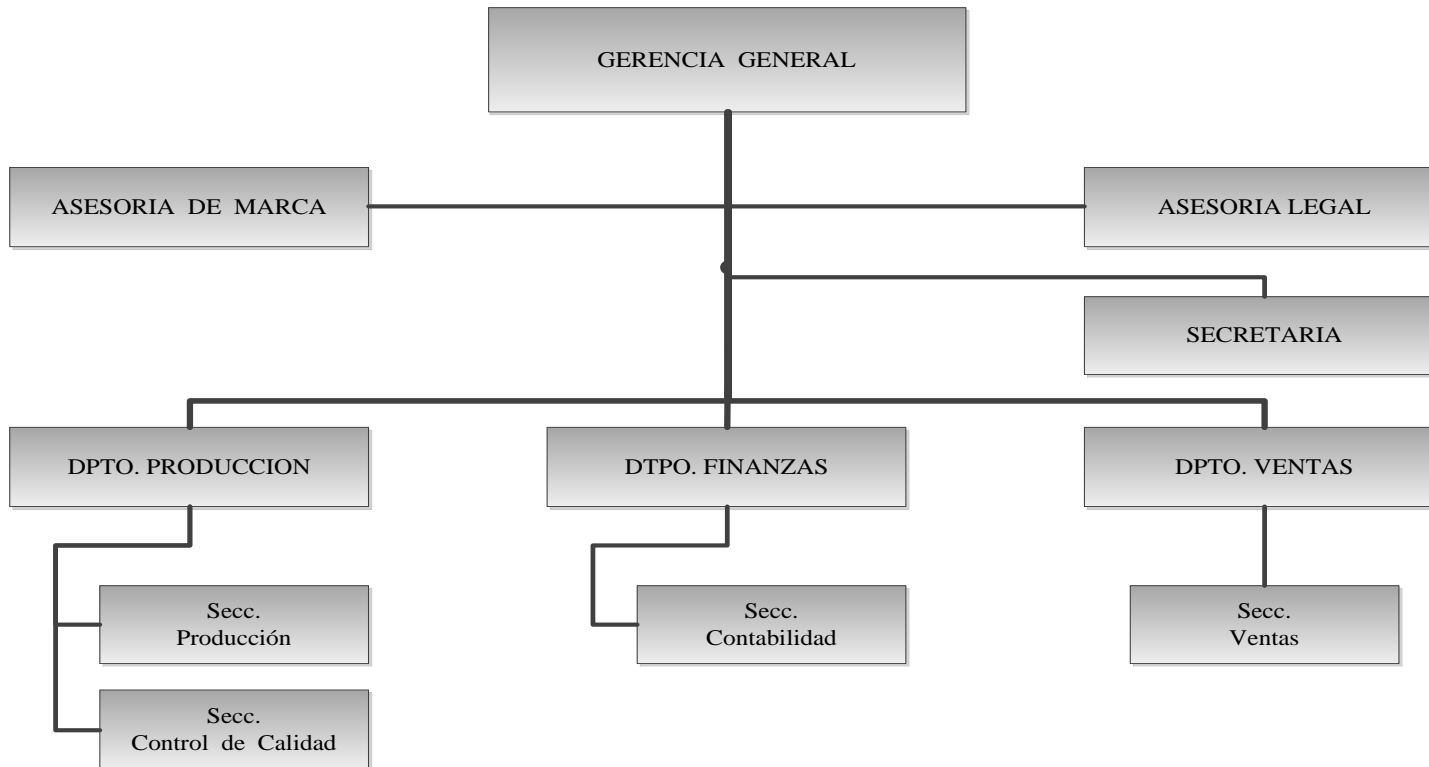 GERENCIA GENERAL
ASESORIA DE MARCA
ASESORIA LEGAL
SECRETARIA
DPTO. PRODUCCION
DTPO. FINANZAS
DPTO. VENTAS
Secc.
Producción
Secc.
Contabilidad
Secc.
Ventas
Secc.
Control de Calidad